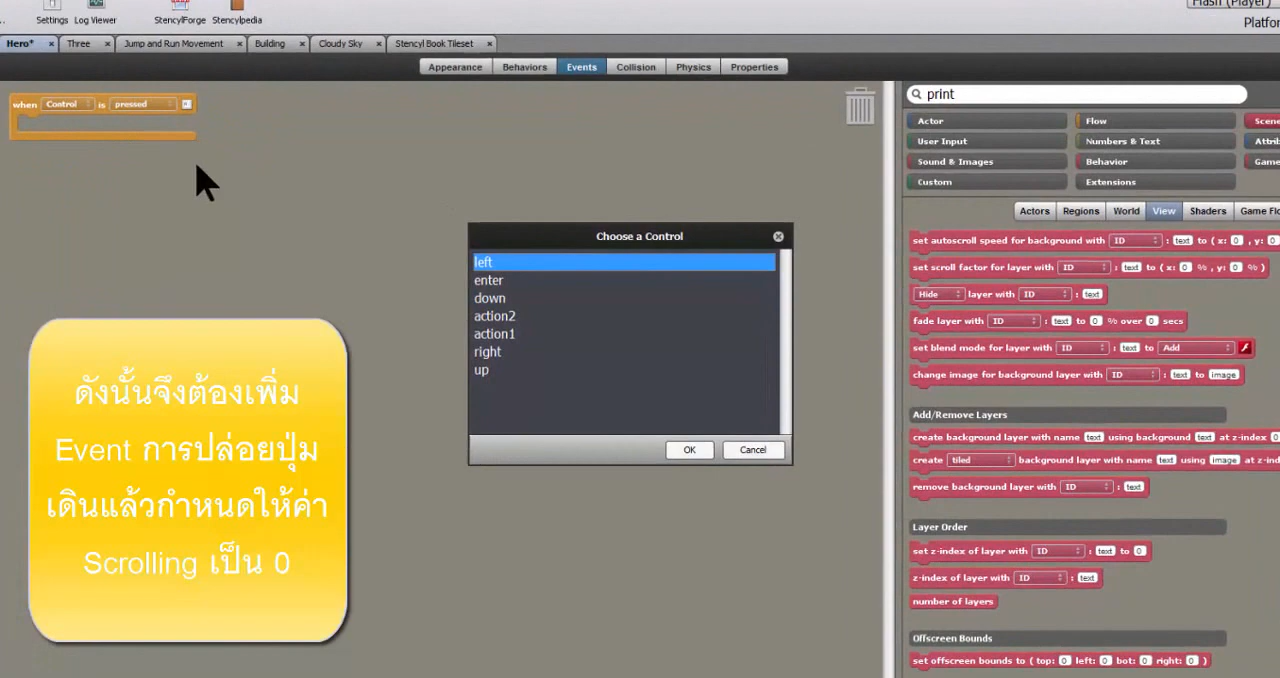 Flash (Player)
Settings Log Viewer StencylForge Stencylpedia
Platfo
Hero* Three Jump and Run Movement Building Cloudy Sky Stencyl Book Tileset
Appearance Behaviors Events Collision Physics Properties
when Control is pressed
print
Actor Flow Scene
User Input Numbers & Text Attri
Sound & Images Behavior Game
Custom Extensions
Actors Regions World View Shaders Game Flo
set autoscroll speed for background with ID : text to ( x: 0 , y: 0
set scroll factor for layer with ID : text to ( x: 0 % , y: 0 % )
Hide layer with ID : text
fade layer with ID : text to 0 % over 0 secs
set blend mode for layer with ID : text to Add
change image for background layer with ID : text to image
Add/Remove Layers
create background layer with name text using background text at z-index 0
create tiled background layer with name text using image at z-ind
remove background layer with ID : text
Layer Order
set z-index of layer with ID : text to 0
z-index of layer with ID : text
number of layers
Offscreen Bounds
set offscreen bounds to ( top: 0 left: 0 bot: 0 right: 0 )
Choose a Control
left
enter
down
action2
action1
right
up
OK Cancel
ดังนั้นจึงต้องเพิ่ม
Event การปล่อยปุ่ม
เดินแล้วกำหนดให้ค่า
Scrolling เป็น 0